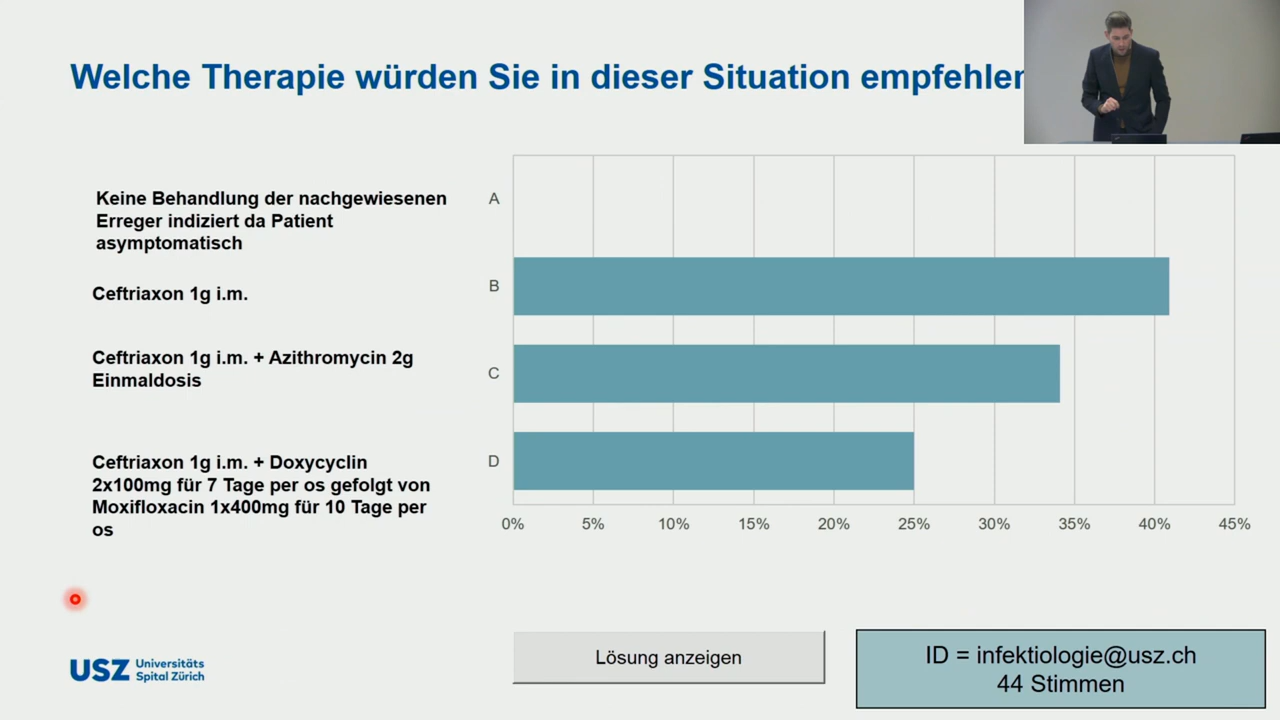 Welche Therapie würden Sie in dieser Situation empfehlen
Keine Behandlung der nachgewiesenen
Erreger indiziert da Patient
asymptomatisch
Ceftriaxon 1g i.m.
Ceftriaxon 1g i.m. + Azithromycin 2g
Einmaldosis
Ceftriaxon 1g i.m. + Doxycyclin
2x100mg für 7 Tage per os gefolgt von
Moxifloxacin 1x400mg für 10 Tage per
os
A
B
C
D
0% 5% 10% 15% 20% 25% 30% 35% 40% 45%
USZ Universitäts
Spital Zürich
Lösung anzeigen
ID = infektiologie@usz.ch
44 Stimmen